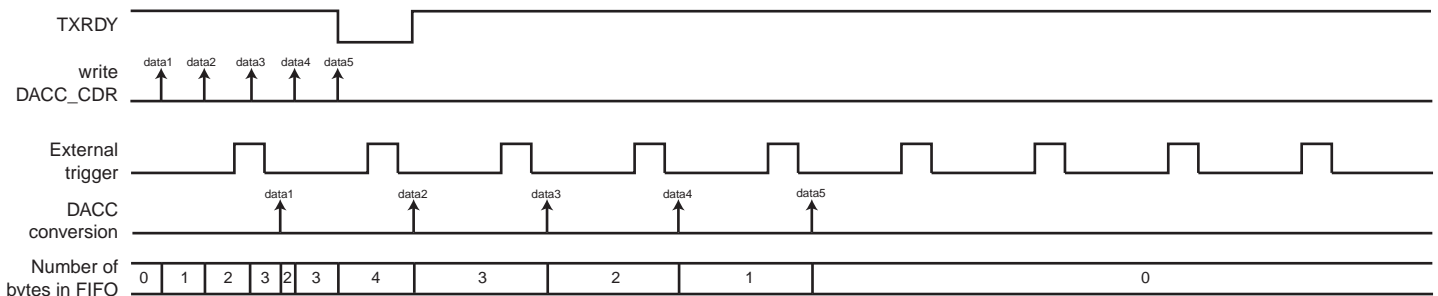 TXRDY
write
DACC_CDR
data1 data2 data3 data4 data5
External
trigger
DACC
conversion
data1 data2 data3 data4 data5
Number of
bytes in FIFO
0 1 2 3 2 3 4 3 2 1 0